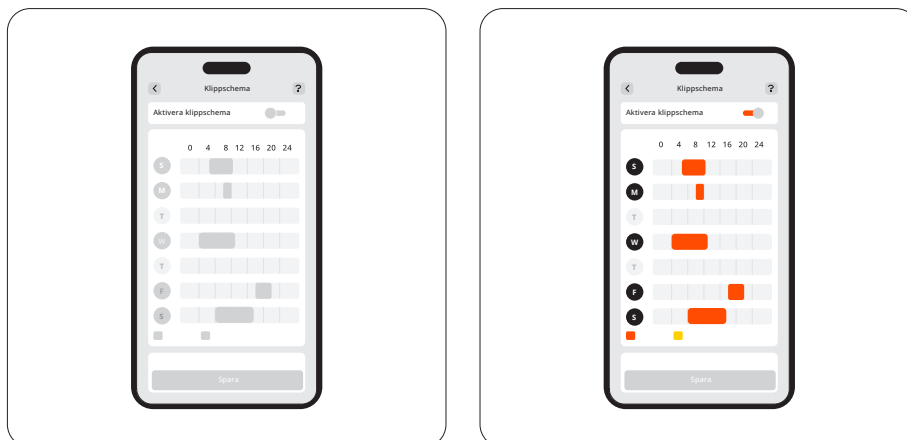 Klippschema ?
Aktivera klippschema
0 4 8 12 16 20 24
S
M
T
W
T
F
S
Spara
Klippschema ?
Aktivera klippschema
0 4 8 12 16 20 24
S
M
T
W
T
F
S
Spara